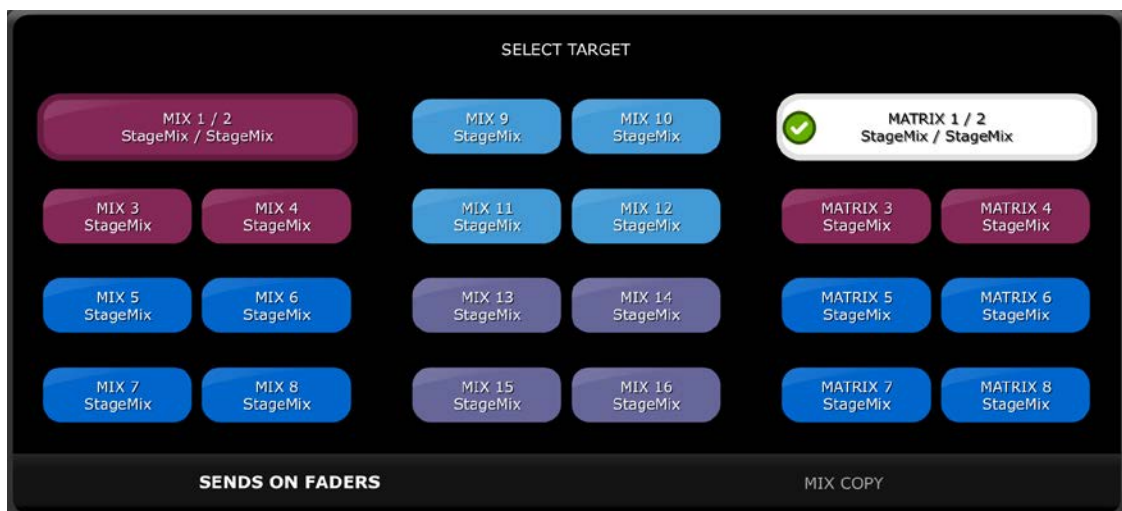 SELECT TARGET
MIX 1 / 2
StageMix / StageMix
MIX 9
StageMix
MIX 10
StageMix
MATRIX 1 / 2
StageMix / StageMix
MIX 3
StageMix
MIX 4
StageMix
MIX 11
StageMix
MIX 12
StageMix
MATRIX 3
StageMix
MATRIX 4
StageMix
MIX 5
StageMix
MIX 6
StageMix
MIX 13
StageMix
MIX 14
StageMix
MATRIX 5
StageMix
MATRIX 6
StageMix
MIX 7
StageMix
MIX 8
StageMix
MIX 15
StageMix
MIX 16
StageMix
MATRIX 7
StageMix
MATRIX 8
StageMix
SENDS ON FADERS
MIX COPY